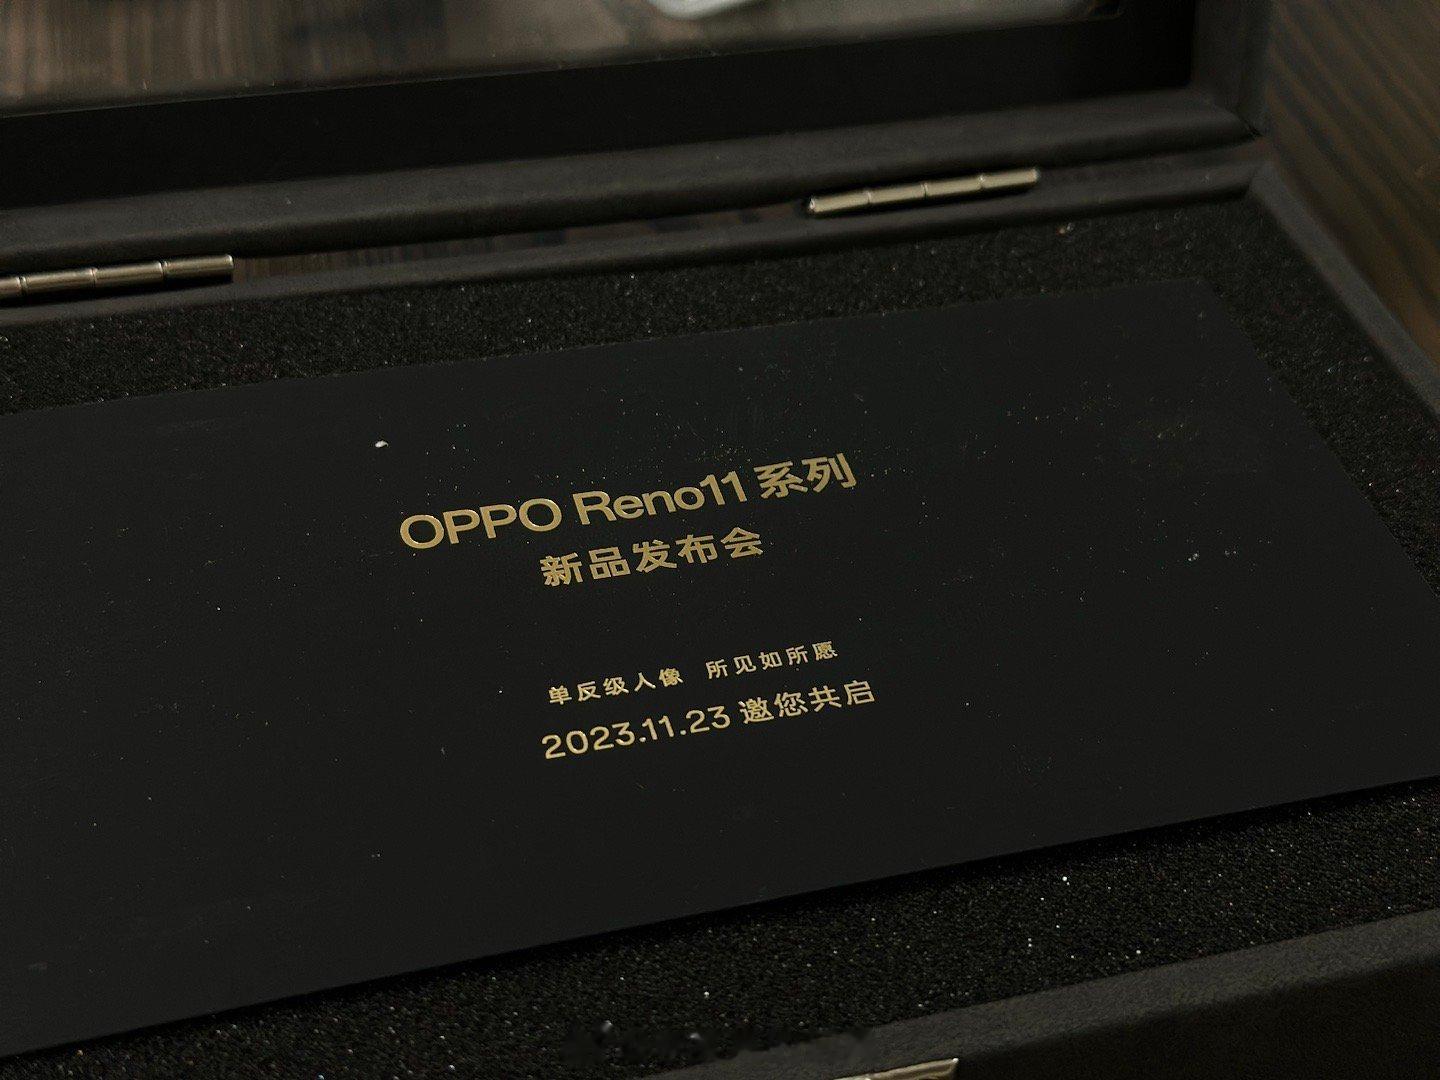 OPPO Reno11 系列
新品发布会
单反级人像 所见如所愿
2023.11.23 邀您共启